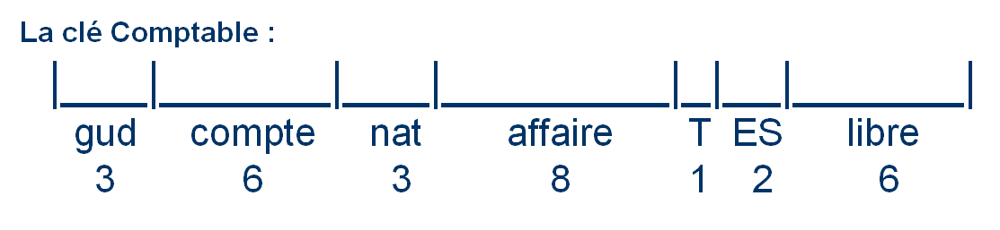 La clé Comptable :
gud compte nat affaire T ES libre
3 6 3 8 1 2 6